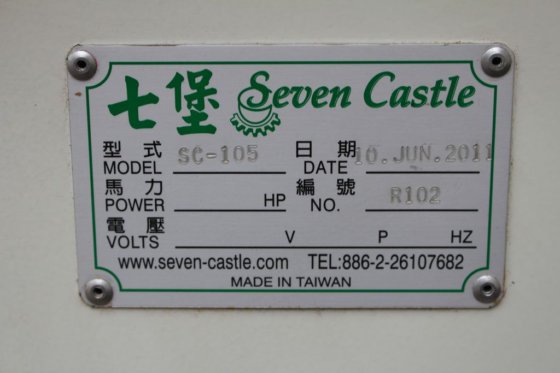 七堡 Seven Castle
型式 SC-105 日期 10.JUN.2011
MODEL DATE
馬力 編號 R102
POWER HP NO.
電壓
VOLTS V P HZ
www.seven-castle.com TEL:886-2-26107682
MADE IN TAIWAN